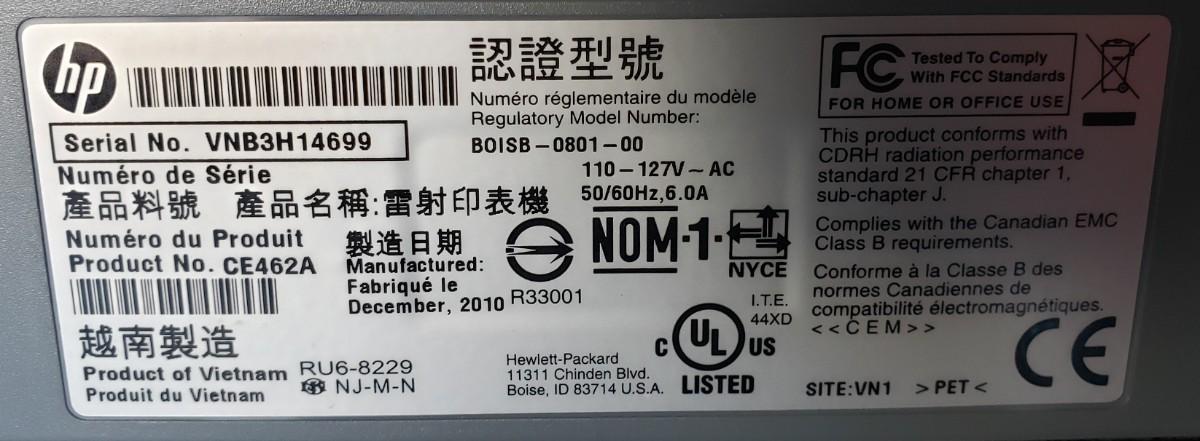 hp
認證型號
Numéro réglementaire du modèle
Regulatory Model Number:
BOISB-0801-00
Serial No. VNB3H14699
Numéro de Série
110-127V~AC
50/60Hz,6.0A
產品料號 產品名稱:雷射印表機
Numéro du Produit
Product No. CE462A
製造日期
Manufactured:
Fabriqué le
December, 2010
R33001
NOM-1-
NYCE
越南製造
Product of Vietnam
Produit du Vietnam
RU6-8229
NJ-M-N
Hewlett-Packard
11311 Chinden Blvd.
Boise, ID 83714 U.S.A.
C UL US
LISTED
I.T.E.
44XD
FC Tested To Comply
With FCC Standards
FOR HOME OR OFFICE USE
This product conforms with
CDRH radiation performance
standard 21 CFR chapter 1,
sub-chapter J.
Complies with the Canadian EMC
Class B requirements.
Conforme à la Classe B des
normes Canadiennes de
compatibilité électromagnétiques.
<<CEM>>
CE
SITE:VN1 >PET<